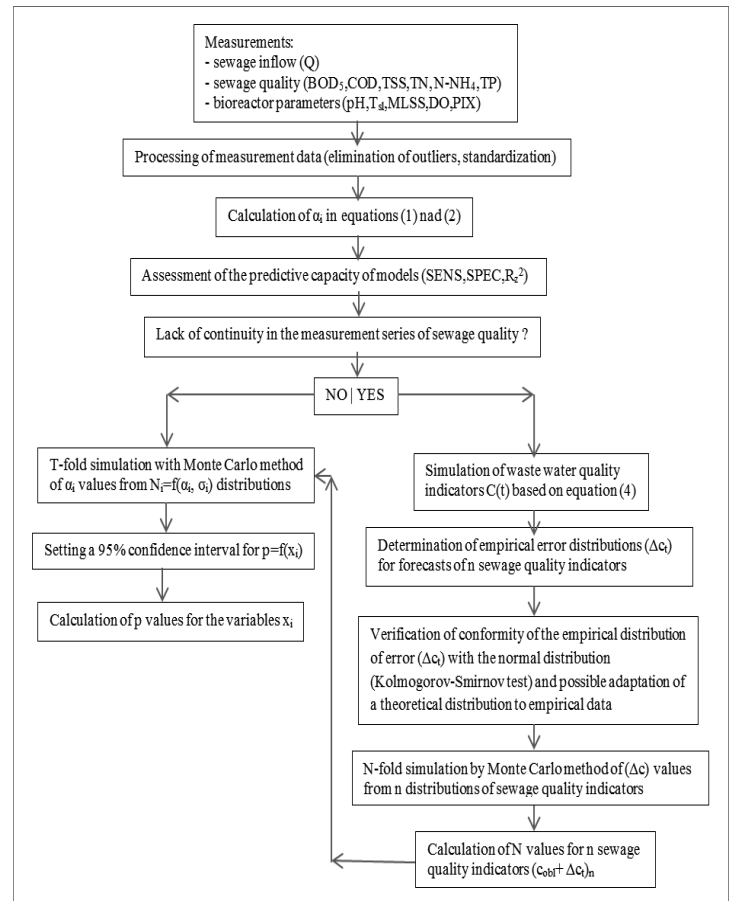 Measurements:
- sewage inflow (Q)
- sewage quality (BOD₅,COD,TSS,TN,N-NH₄,TP)
- bioreactor parameters (pH,Tsl,MLSS,DO,PIX)
Processing of measurement data (elimination of outliers, standardization)
Calculation of αᵢ in equations (1) nad (2)
Assessment of the predictive capacity of models (SENS,SPEC,R_z²)
Lack of continuity in the measurement series of sewage quality ?
NO | YES
T-fold simulation with Monte Carlo method
of αᵢ values from Nᵢ=f(αᵢ, σᵢ) distributions
Setting a 95% confidence interval for p=f(xᵢ)
Calculation of p values for the variables xᵢ
Simulation of waste water quality
indicators C(t) based on equation (4)
Determination of empirical error distributions (Δcₜ)
for forecasts of n sewage quality indicators
Verification of conformity of the empirical distribution
of error (Δcₜ) with the normal distribution
(Kolmogorov-Smirnov test) and possible adaptation of
a theoretical distribution to empirical data
N-fold simulation by Monte Carlo method of (Δc) values
from n distributions of sewage quality indicators
Calculation of N values for n sewage
quality indicators (c_obl+ Δcₜ)ₙ